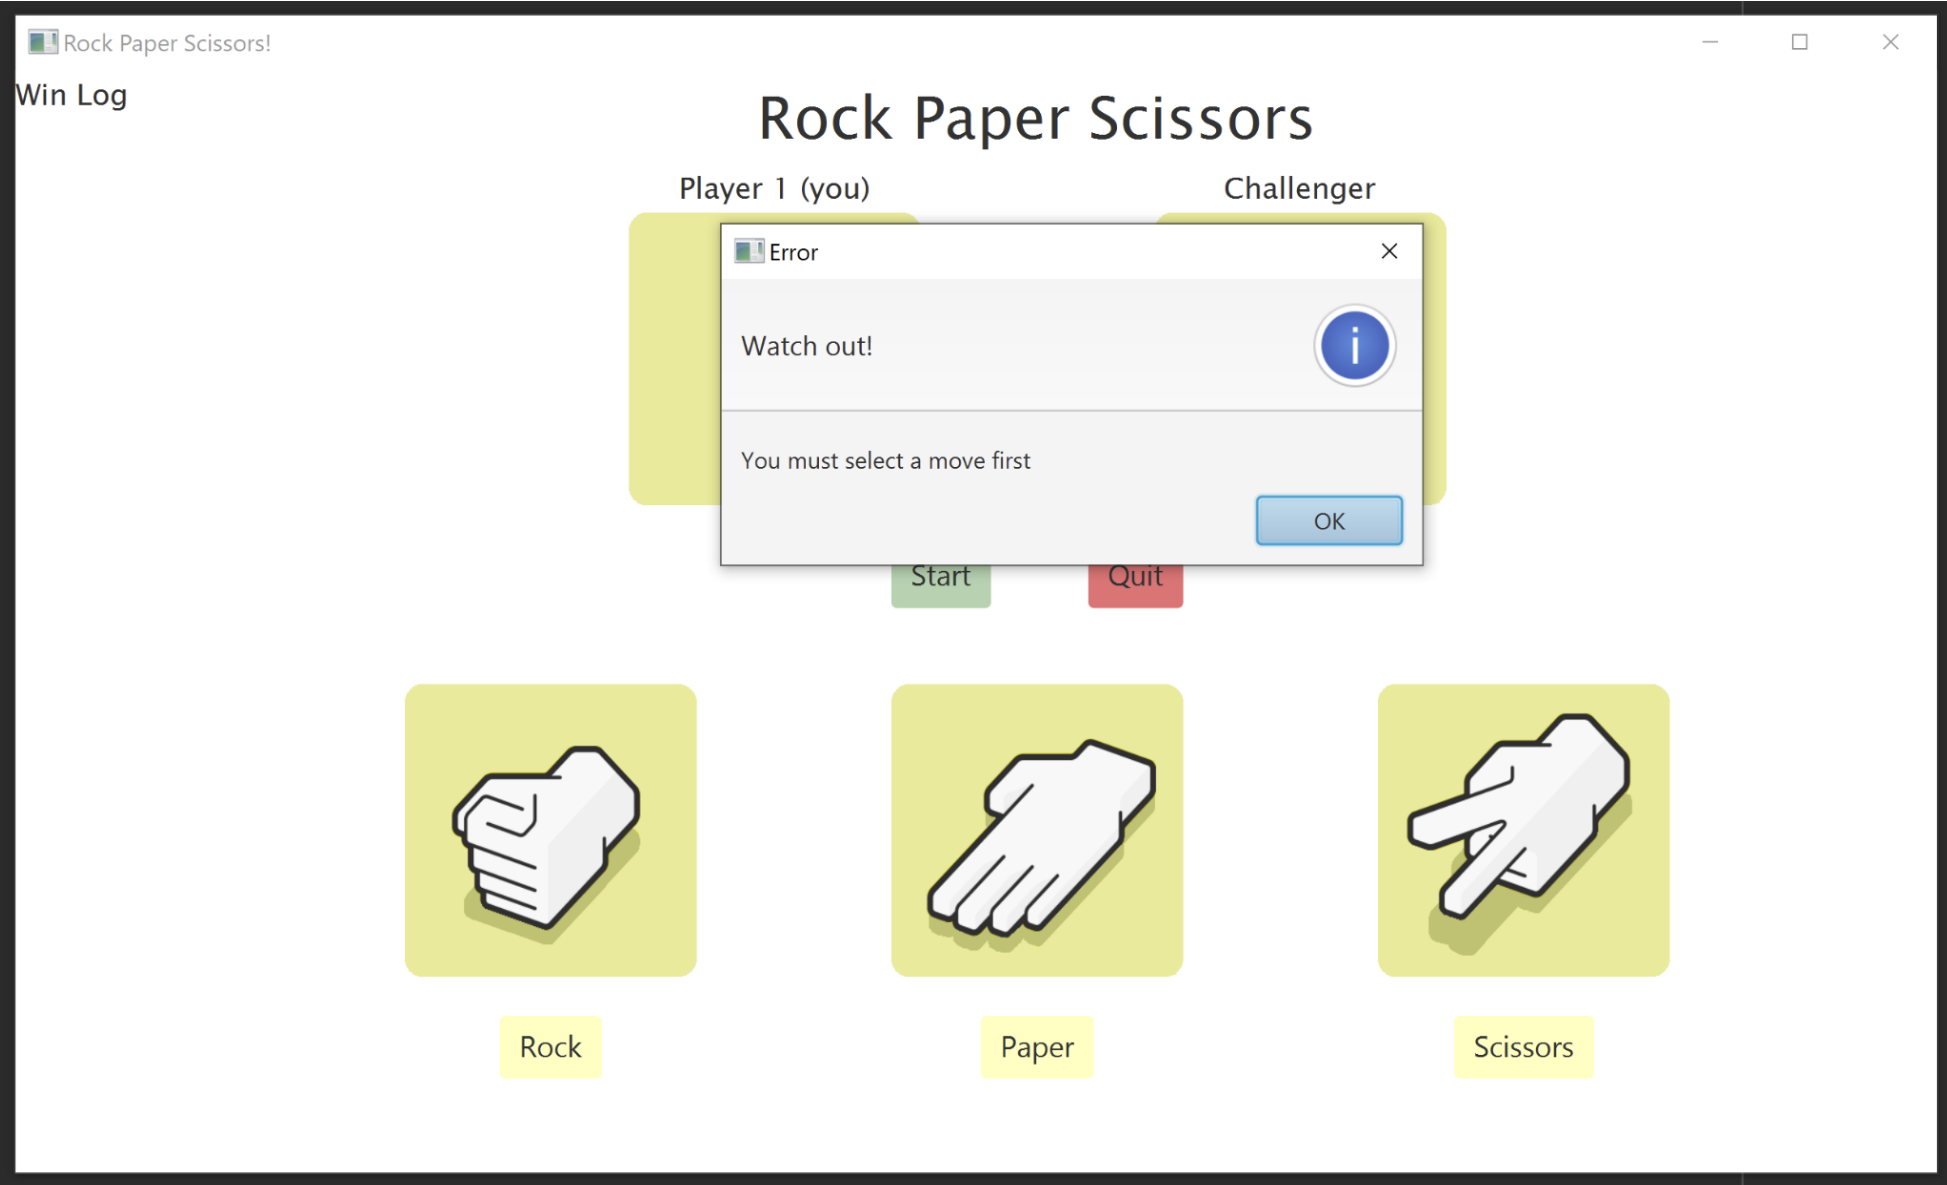 Rock Paper Scissors!
Win Log
Rock Paper Scissors
Player 1 (you)
Challenger
Error
Watch out!
i
You must select a move first
OK
Start
Quit
Rock
Paper
Scissors